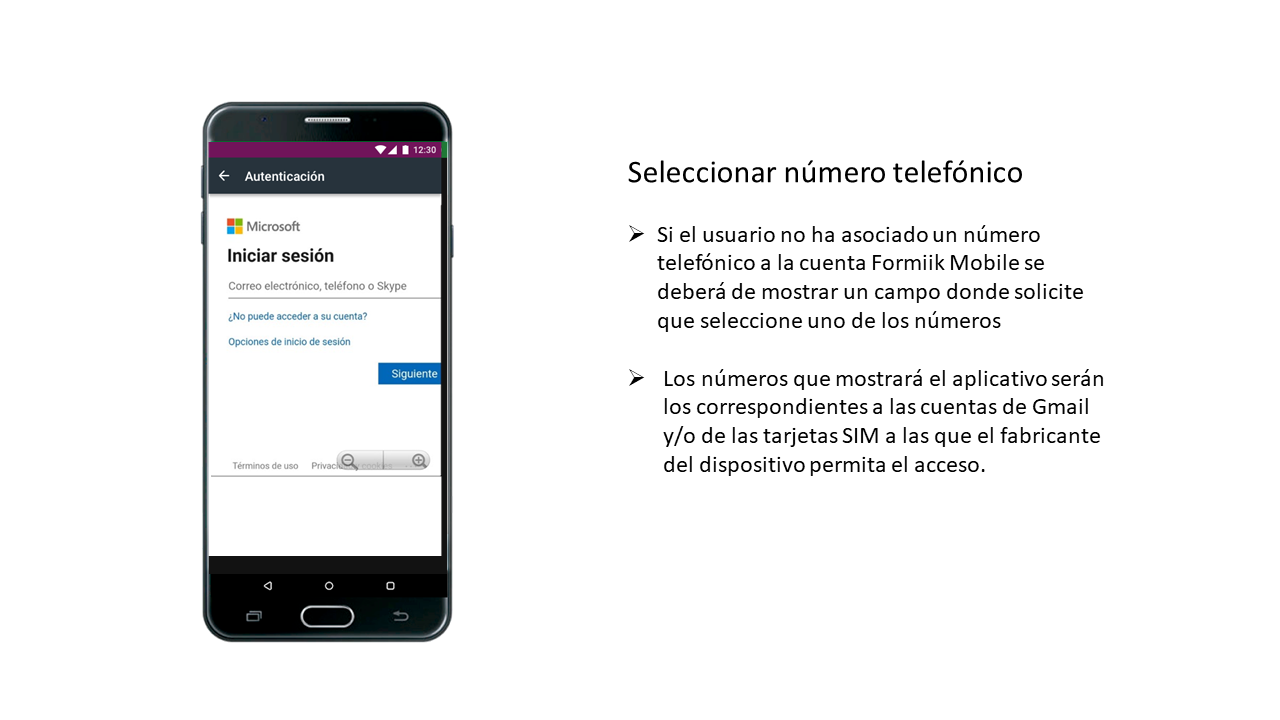 12:30
Autenticación
Microsoft
Iniciar sesión
Correo electrónico, teléfono o Skype
¿No puede acceder a su cuenta?
Opciones de inicio de sesión
Siguiente
Términos de uso
Seleccionar número telefónico
➢ Si el usuario no ha asociado un número
telefónico a la cuenta Formiik Mobile se
deberá de mostrar un campo donde solicite
que seleccione uno de los números
➢ Los números que mostrará el aplicativo serán
los correspondientes a las cuentas de Gmail
y/o de las tarjetas SIM a las que el fabricante
del dispositivo permita el acceso.